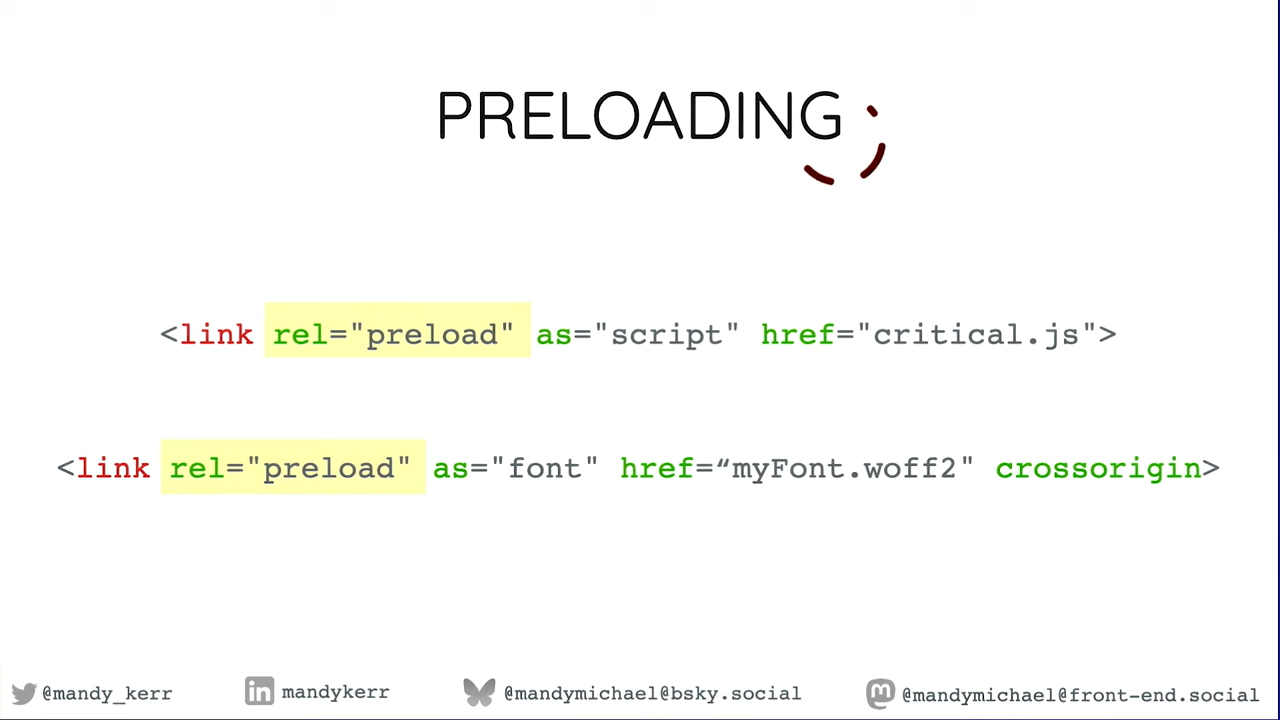 PRELOADING
<link rel="preload" as="script" href="critical.js">
<link rel="preload" as="font" href=“myFont.woff2" crossorigin>
@mandy_kerr
in mandykerr
@mandymichael@bsky.social
@mandymichael@front-end.social